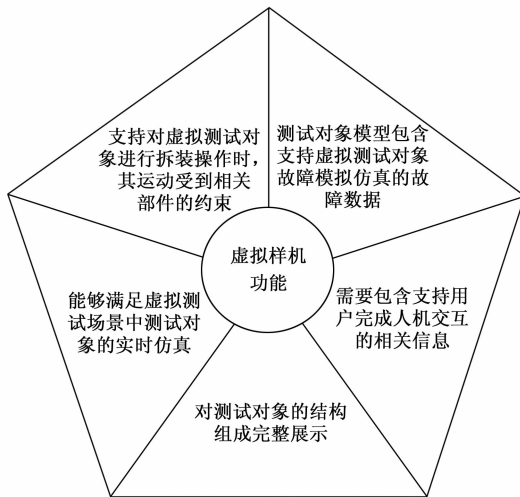 支持对虚拟测试对
象进行拆装操作时，
其运动受到相关
部件的约束
测试对象模型包含
支持虚拟测试对象
故障模拟仿真的故
障数据
虚拟样机
功能
能够满足虚拟测
试场景中测试对
象的实时仿真
需要包含支持用
户完成人机交互
的相关信息
对测试对象的结构
组成完整展示